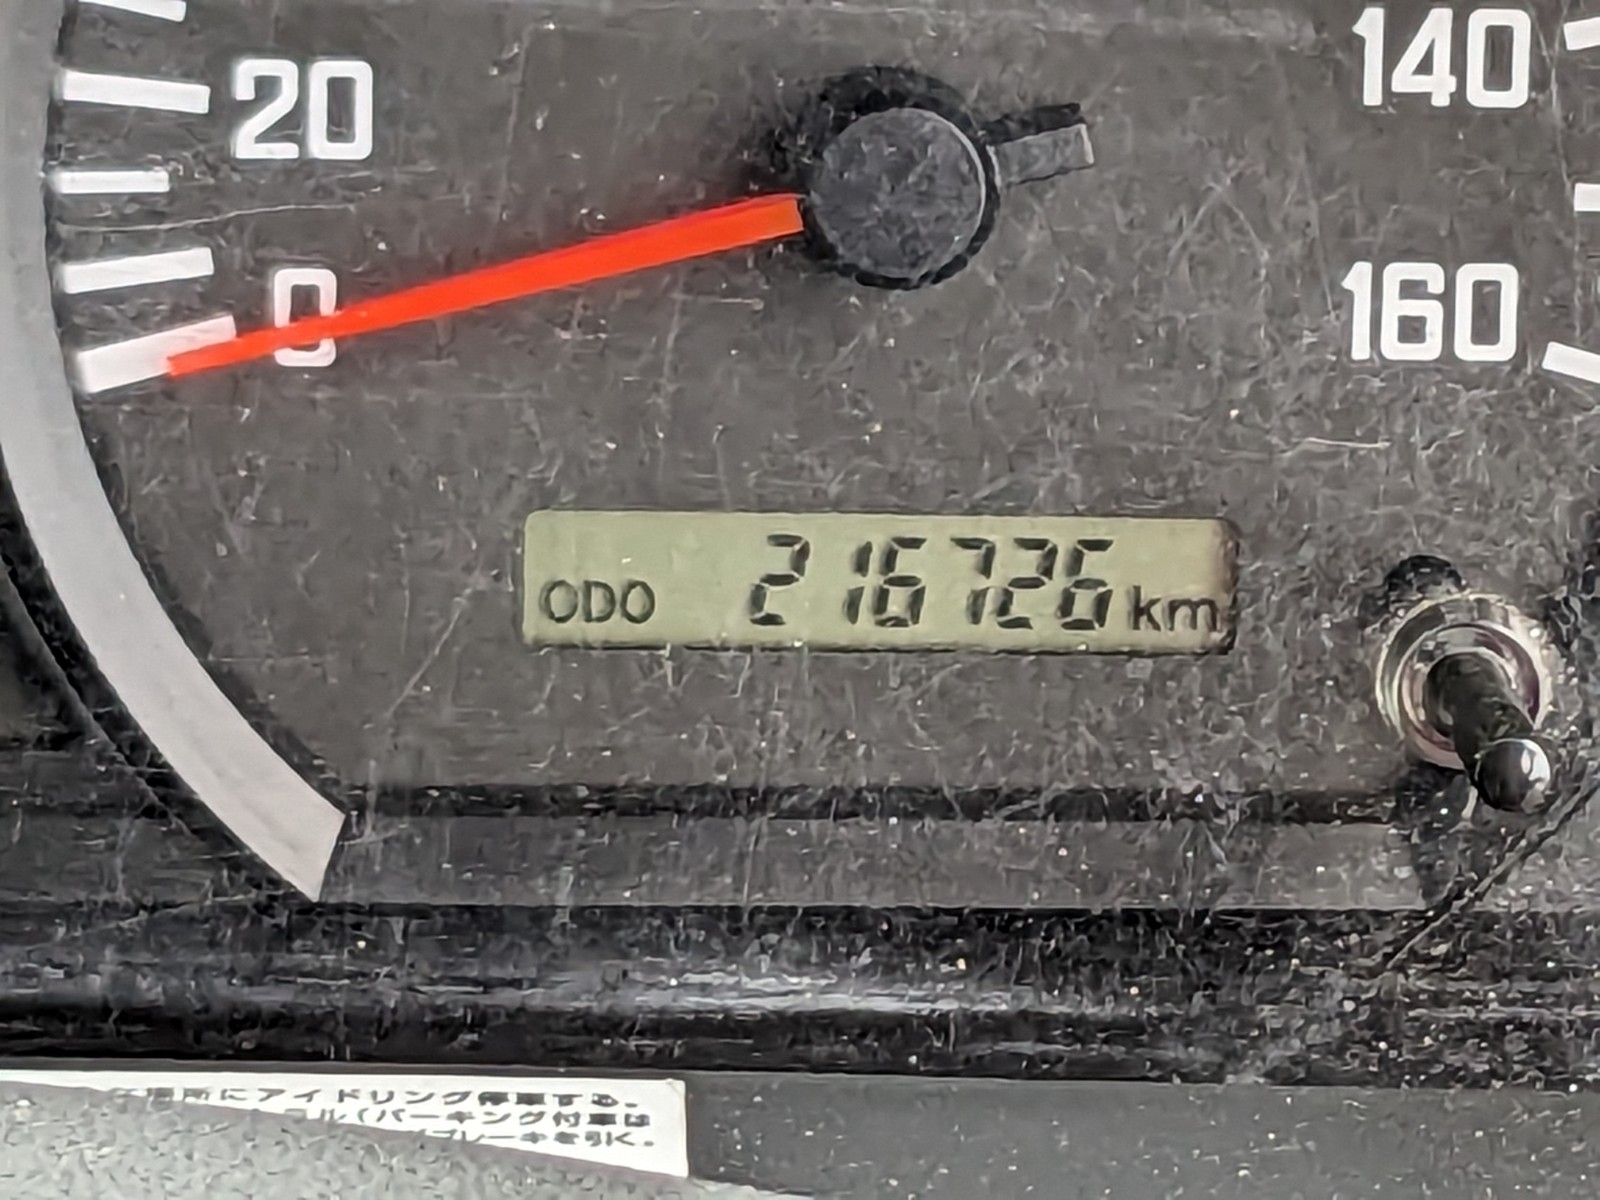 20
140
0
160
ODO 216726 km
にアイドリング停車する。
ル(パーキング付車は
ブレーキを引く。